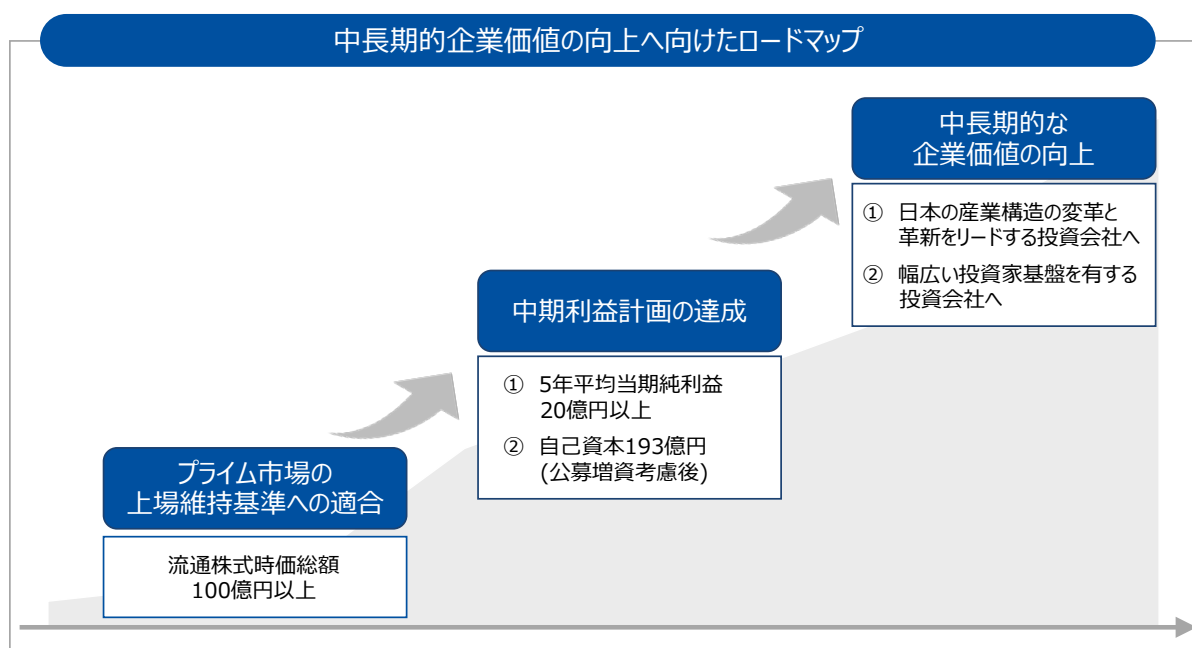 中長期的企業価値の向上へ向けたロードマップ
中長期的な
企業価値の向上
① 日本の産業構造の変革と
革新をリードする投資会社へ
② 幅広い投資家基盤を有する
投資会社へ
中期利益計画の達成
① 5年平均当期純利益
20億円以上
② 自己資本193億円
(公募増資考慮後)
プライム市場の
上場維持基準への適合
流通株式時価総額
100億円以上